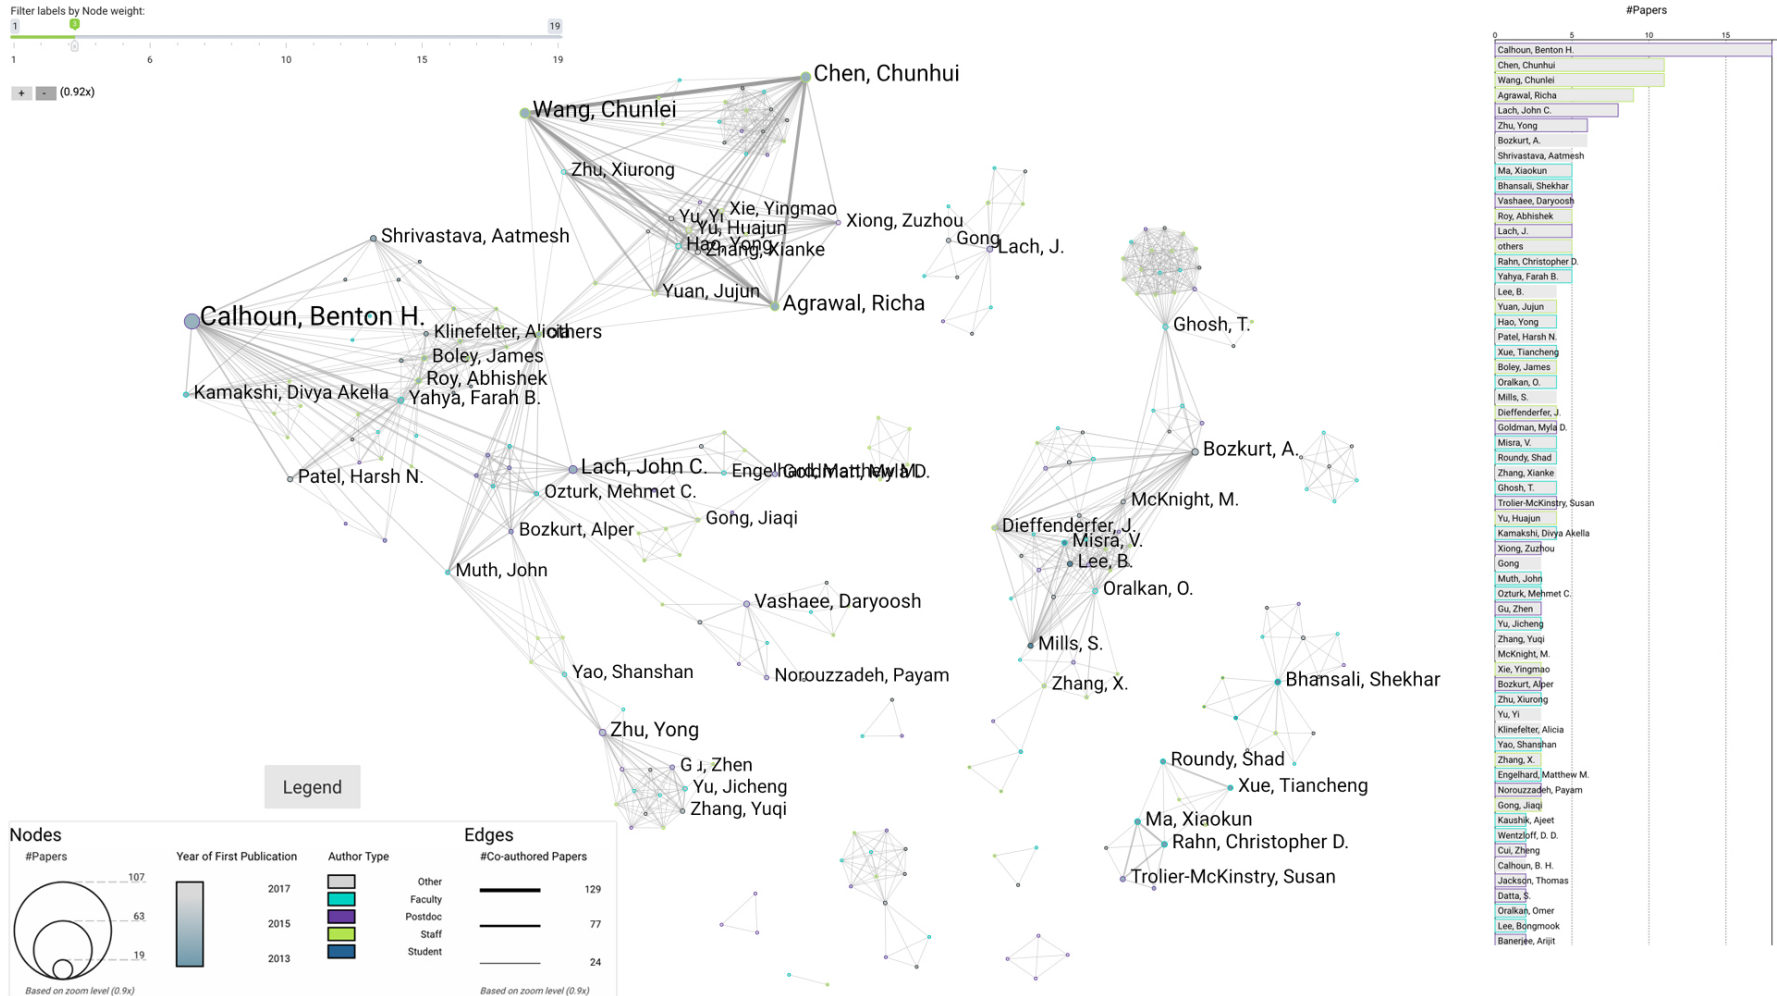 Filter labels by Node weight:
1
3
19
1
6
10
15
19
+ - (0.92x)
Chen, Chunhui
Wang, Chunlei
Zhu, Xiurong
Xie, Yingmao
Yu, Yi
Xiong, Zuzhou
Yu, Huajun
Hao, Yong
Zhang, Xianke
Gong
Lach, J.
Shrivastava, Aatmesh
Yuan, Jujun
Agrawal, Richa
Calhoun, Benton H.
Klinefelter, Alicia
others
Ghosh, T.
Boley, James
Roy, Abhishek
Kamakshi, Divya Akella
Yahya, Farah B.
Bozkurt, A.
Lach, John C.
Engelhard, Matthew M.
Goldman, Myla D.
Patel, Harsh N.
Ozturk, Mehmet C.
McKnight, M.
Gong, Jiaqi
Bozkurt, Alper
Dieffenderfer, J.
Misra, V.
Lee, B.
Muth, John
Oralkan, O.
Vashaee, Daryoosh
Mills, S.
Yao, Shanshan
Norouzzadeh, Payam
Zhang, X.
Bhansali, Shekhar
Zhu, Yong
Gu, Zhen
Yu, Jicheng
Zhang, Yuqi
Roundy, Shad
Xue, Tiancheng
Ma, Xiaokun
Rahn, Christopher D.
Trolier-McKinstry, Susan
Legend
Nodes
#Papers
107
63
19
Based on zoom level (0.9x)
Year of First Publication
2017
2015
2013
Author Type
Other
Faculty
Postdoc
Staff
Student
Edges
#Co-authored Papers
129
77
24
Based on zoom level (0.9x)
#Papers
0 5 10 15
Calhoun, Benton H.
Chen, Chunhui
Wang, Chunlei
Agrawal, Richa
Lach, John C.
Zhu, Yong
Bozkurt, A.
Shrivastava, Aatmesh
Ma, Xiaokun
Bhansali, Shekhar
Vashaee, Daryoosh
Roy, Abhishek
Lach, J.
others
Rahn, Christopher D.
Yahya, Farah B.
Lee, B.
Yuan, Jujun
Hao, Yong
Patel, Harsh N.
Xue, Tiancheng
Boley, James
Oralkan, O.
Mills, S.
Dieffenderfer, J.
Goldman, Myla D.
Misra, V.
Roundy, Shad
Zhang, Xianke
Ghosh, T.
Trolier-McKinstry, Susan
Yu, Huajun
Kamakshi, Divya Akella
Xiong, Zuzhou
Gong
Muth, John
Ozturk, Mehmet C.
Gu, Zhen
Yu, Jicheng
Zhang, Yuqi
McKnight, M.
Xie, Yingmao
Bozkurt, Alper
Zhu, Xiurong
Yu, Yi
Klinefelter, Alicia
Yao, Shanshan
Zhang, X.
Engelhard, Matthew M.
Norouzzadeh, Payam
Gong, Jiaqi
Kaushik, Ajeet
Wentzloff, D. D.
Cui, Zheng
Calhoun, B. H.
Jackson, Thomas
Datta, S.
Oralkan, Omer
Lee, Bongmook
Banerjee, Arijit